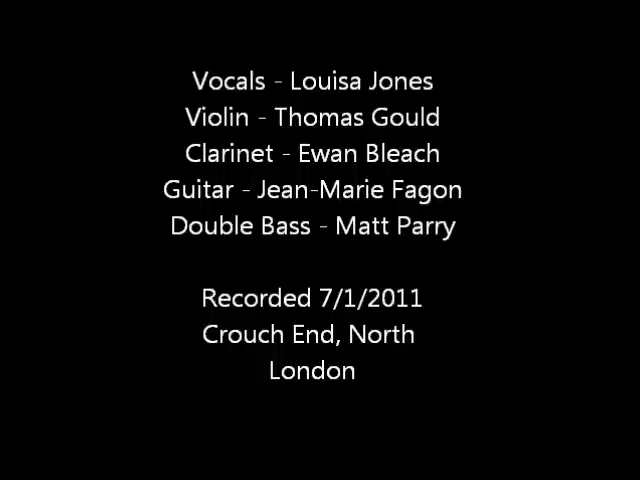 Vocals - Louisa Jones
Violin - Thomas Gould
Clarinet - Ewan Bleach
Guitar - Jean-Marie Fagon
Double Bass - Matt Parry
Recorded 7/1/2011
Crouch End, North
London